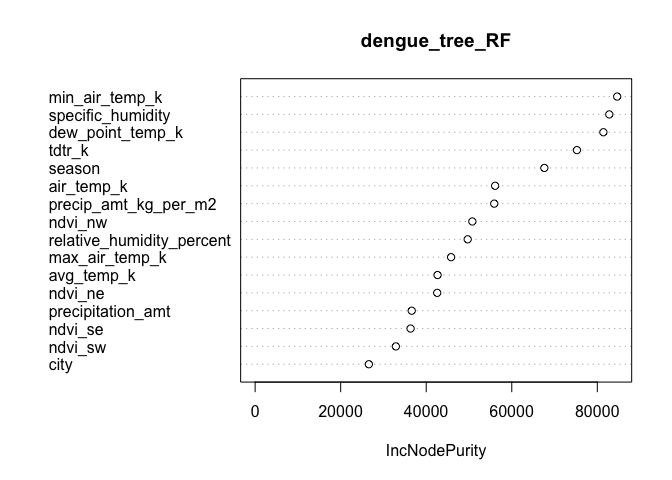 dengue_tree_RF
min_air_temp_k
specific_humidity
dew_point_temp_k
tdtr_k
season
air_temp_k
precip_amt_kg_per_m2
ndvi_nw
relative_humidity_percent
max_air_temp_k
avg_temp_k
ndvi_ne
precipitation_amt
ndvi_se
ndvi_sw
city
0 20000 40000 60000 80000
IncNodePurity